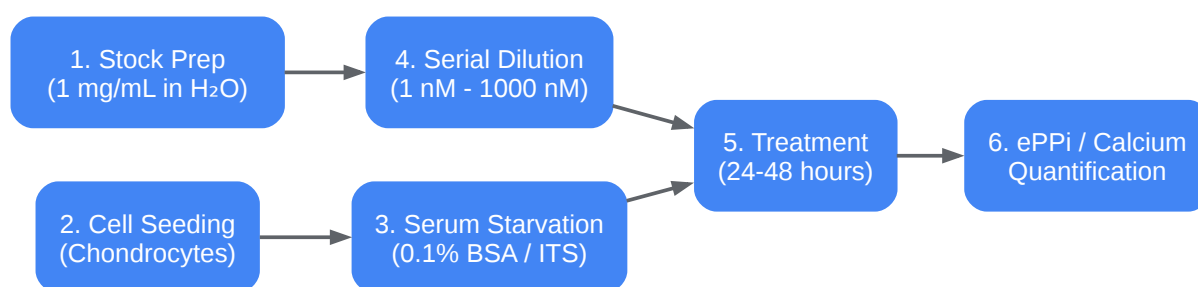 1. Stock Prep
(1 mg/mL in H₂O)
4. Serial Dilution
(1 nM - 1000 nM)
5. Treatment
(24-48 hours)
6. ePPi / Calcium
Quantification
2. Cell Seeding
(Chondrocytes)
3. Serum Starvation
(0.1% BSA / ITS)